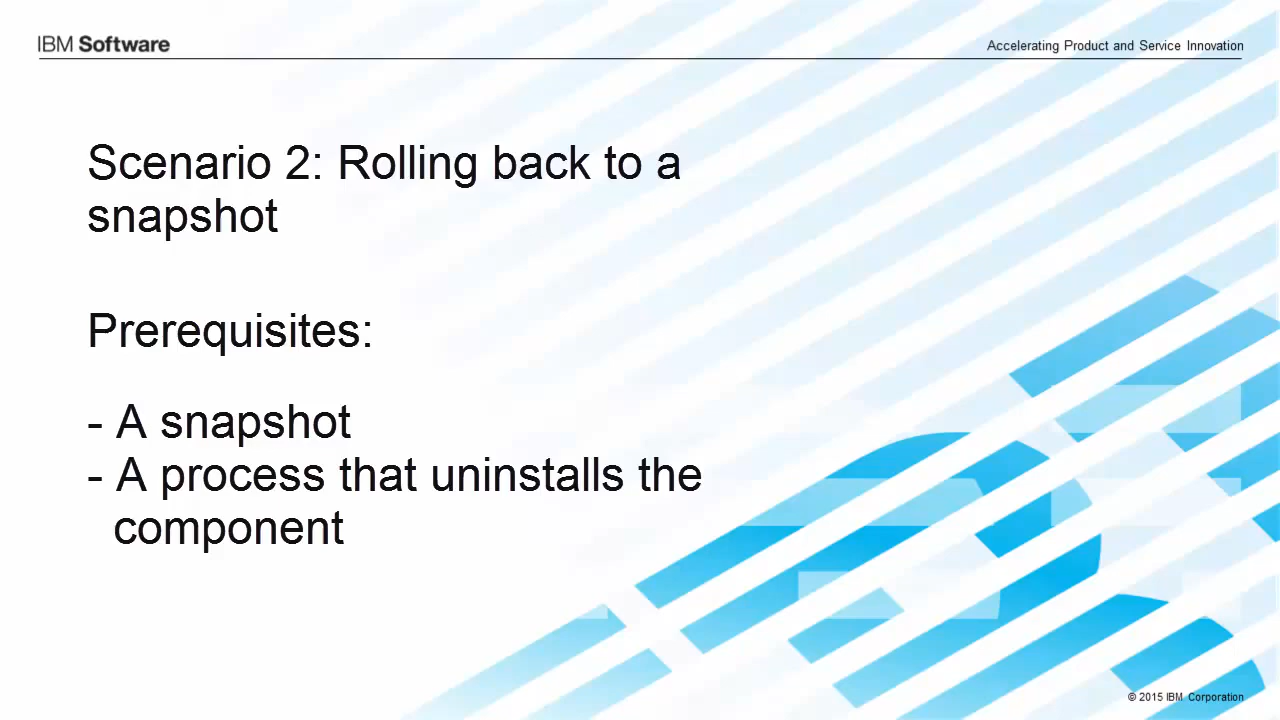 IBM Software
Accelerating Product and Service Innovation
Scenario 2: Rolling back to a
snapshot
Prerequisites:
- A snapshot
- A process that uninstalls the
component
© 2015 IBM Corporation